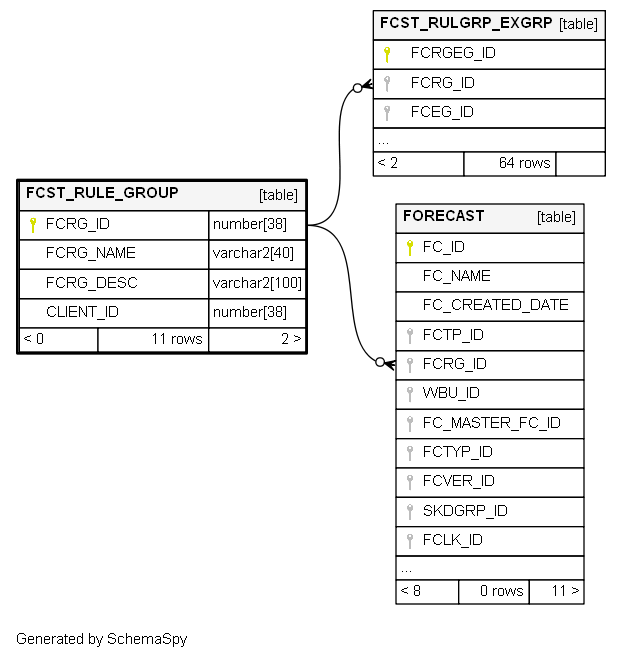 FCST_RULGRP_EXGRP [table]
FCRGEG_ID
FCRG_ID
FCEG_ID
...
< 2 64 rows
FCST_RULE_GROUP [table]
FCRG_ID number[38]
FCRG_NAME varchar2[40]
FCRG_DESC varchar2[100]
CLIENT_ID number[38]
< 0 11 rows 2 >
FORECAST [table]
FC_ID
FC_NAME
FC_CREATED_DATE
FCTP_ID
FCRG_ID
WBU_ID
FC_MASTER_FC_ID
FCTYP_ID
FCVER_ID
SKDGRP_ID
FCLK_ID
...
< 8 0 rows 11 >
Generated by SchemaSpy